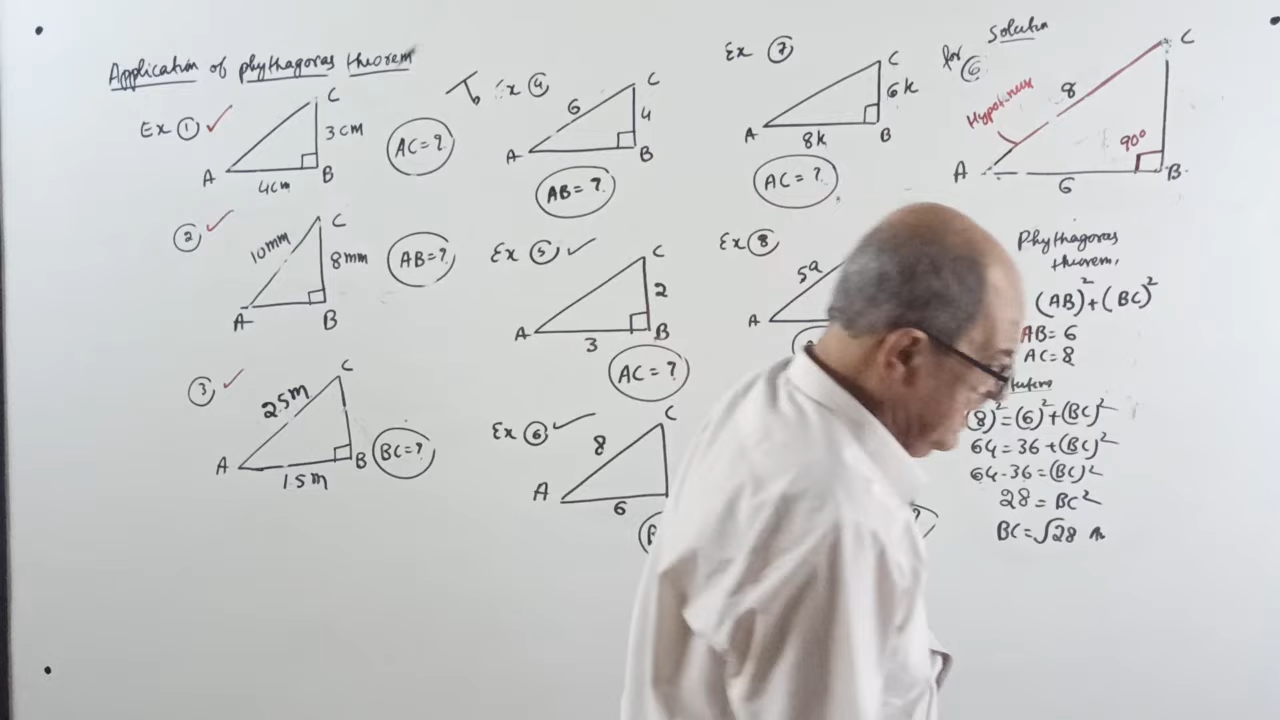 Application of phythagoras theorem
Ex 1
C
3cm
A
4cm
B
AC=?
2
10mm
C
8mm
A
B
AB=?
3
C
2.5m
A
1.5m
B
BC=?
Ex 4
6
C
4
A
B
AB=?
Ex 5
C
2
A
3
B
AC=?
Ex 6
8
C
A
6
Ex 7
C
6k
A
8k
B
AC=?
Ex 8
5a
A
?
Solution
for 6
Hypotenuse
8
C
90°
A
6
B
Phythagoras
theorem,
(AB)²+(BC)²
AB=6
AC=8
(8)²=(6)²+(BC)²
64=36+(BC)²
64-36=(BC)²
28=BC²
BC=√28